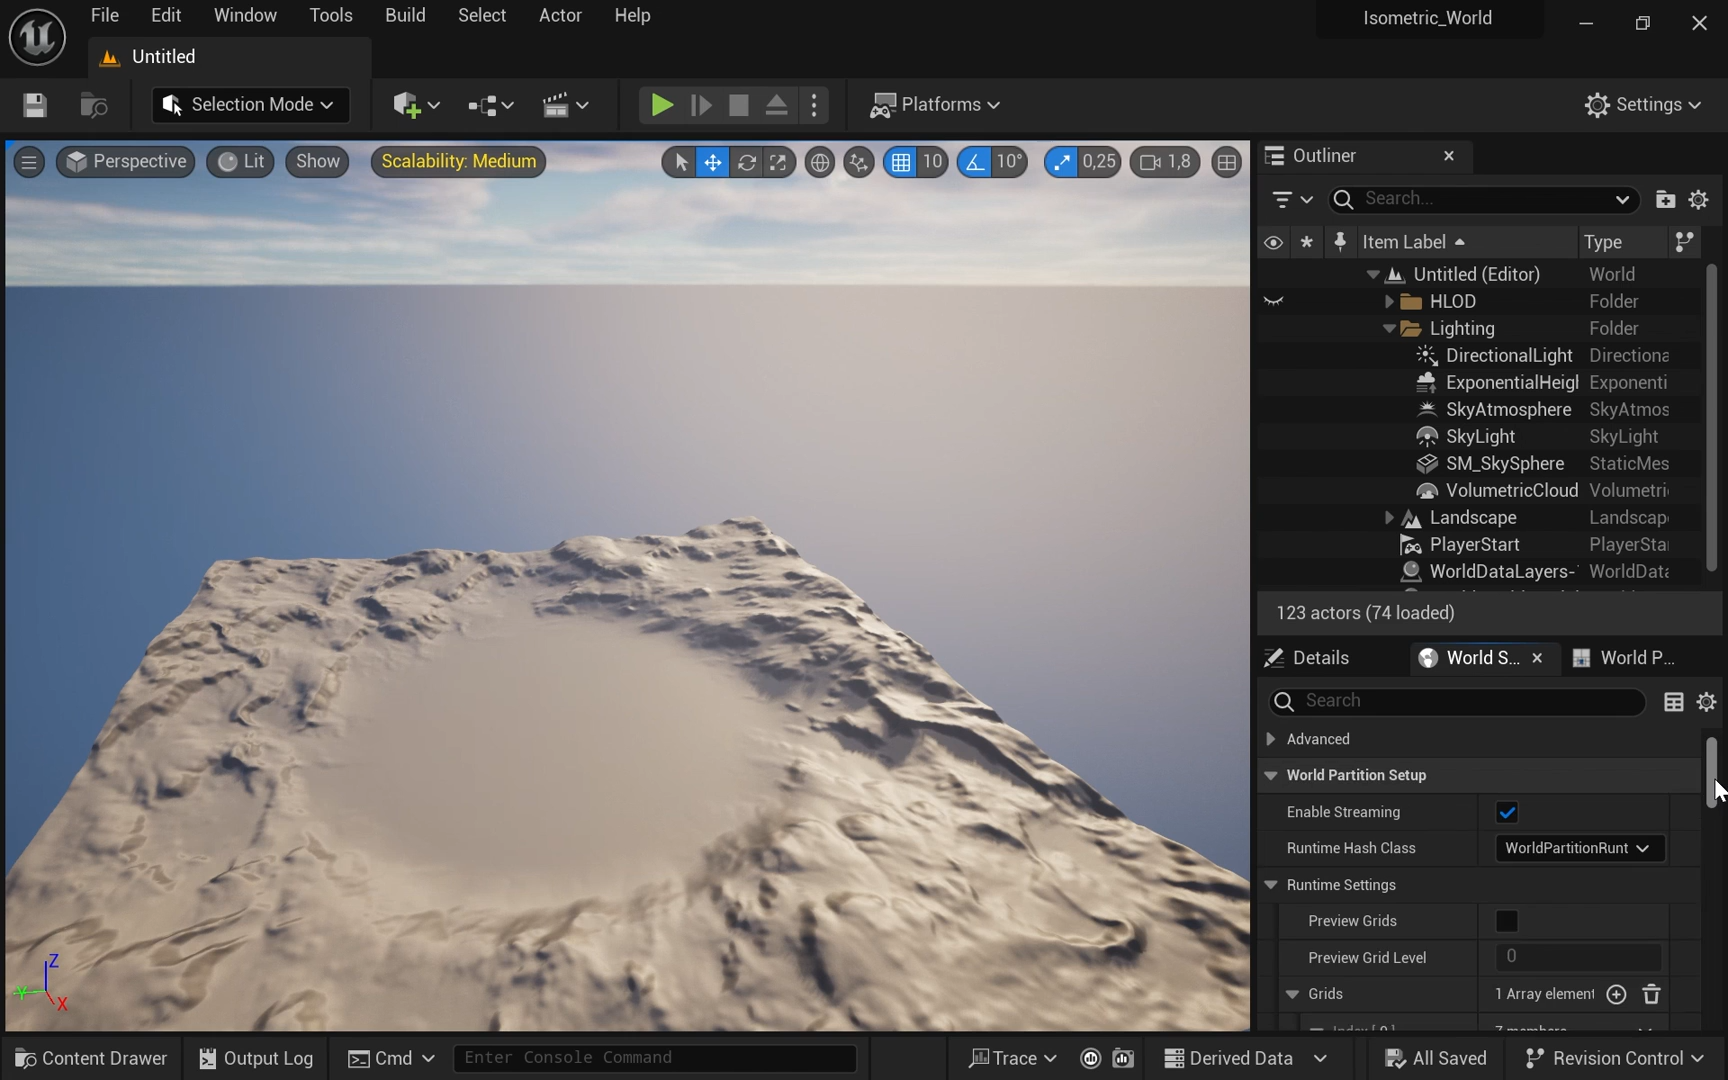 File Edit Window Tools Build Select Actor Help
Isometric_World
Untitled
Selection Mode
Platforms
Settings
Perspective Lit Show Scalability: Medium 10 10° 0,25 1,8
Outliner
Search...
Item Label Type
Untitled (Editor) World
HLOD Folder
Lighting Folder
DirectionalLight Directiona
ExponentialHeigl Exponenti
SkyAtmosphere SkyAtmos
SkyLight SkyLight
SM_SkySphere StaticMes
VolumetricCloud Volumetri
Landscape Landscap
PlayerStart PlayerSta
WorldDataLayers- WorldData
123 actors (74 loaded)
Details World S... World P...
Search
Advanced
World Partition Setup
Enable Streaming
Runtime Hash Class WorldPartitionRunt
Runtime Settings
Preview Grids
Preview Grid Level 0
Grids 1 Array element
Z
Y
X
Content Drawer Output Log Cmd Enter Console Command Trace Derived Data All Saved Revision Control